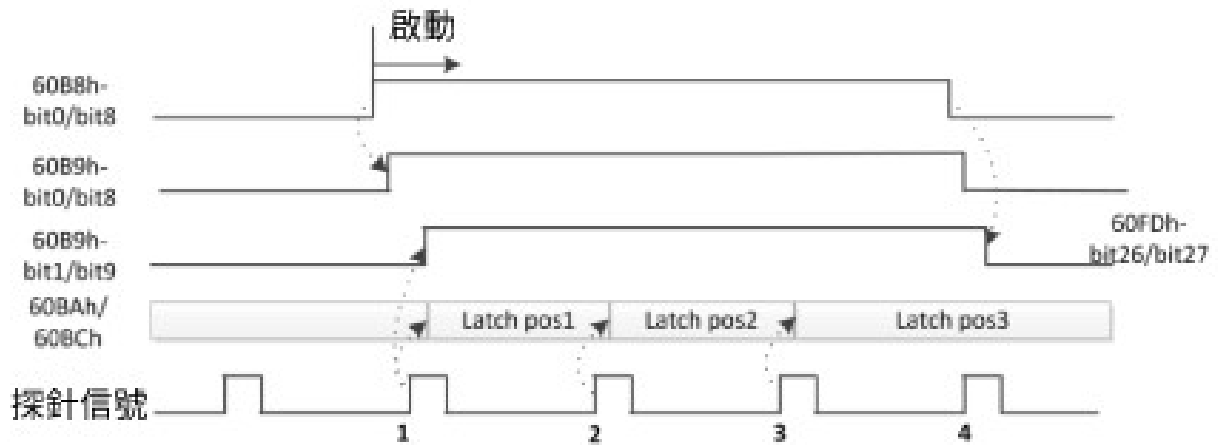 啟動
60B8h-
bit0/bit8
60B9h-
bit0/bit8
60B9h-
bit1/bit9
60FDh-
bit26/bit27
60BAh/
60BCh
Latch pos1
Latch pos2
Latch pos3
探針信號
1
2
3
4